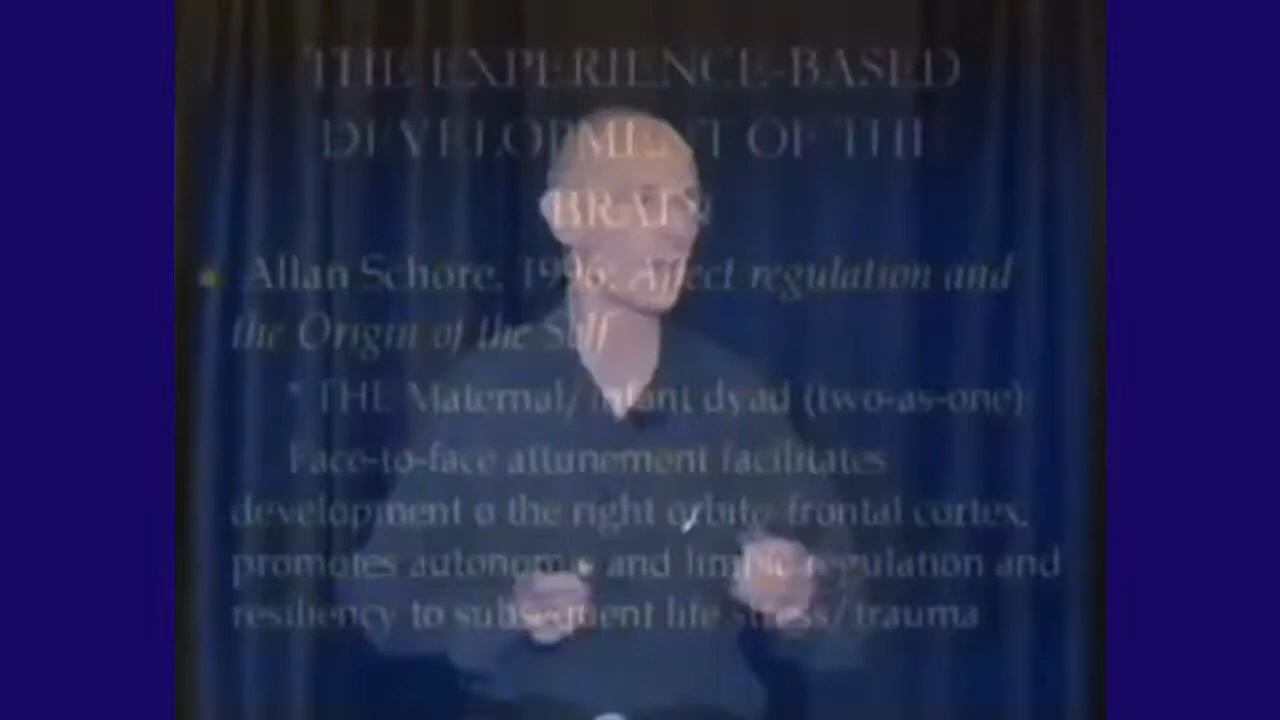 THE EXPERIENCE-BASED
DEVELOPMENT OF THE
BRAIN
Allan Schore, 1996: Affect regulation and
the Origin of the Self
* THE Maternal/ Infant dyad (two-as-one)
Face-to-face attunement facilitates
development o the right orbito-frontal cortex,
promotes autonomic and limbic regulation and
resiliency to subsequent life stress/trauma